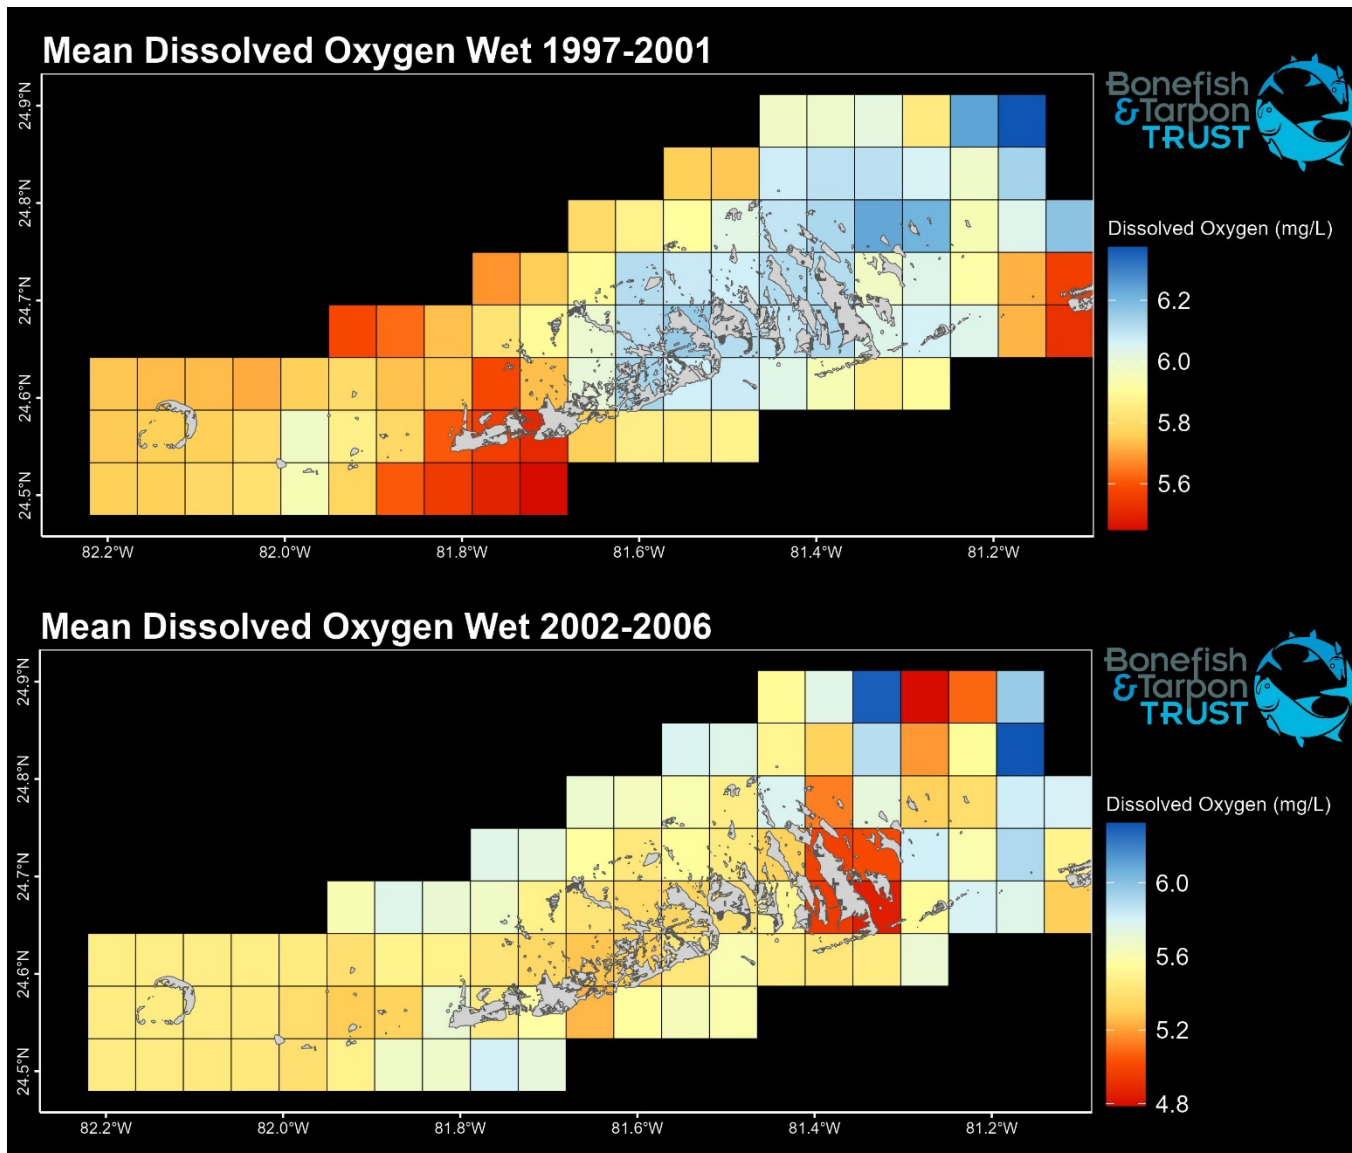 Mean Dissolved Oxygen Wet 1997-2001
Bonefish
& Tarpon
TRUST
24.9°N
24.8°N
24.7°N
24.6°N
24.5°N
82.2°W
82.0°W
81.8°W
81.6°W
81.4°W
81.2°W
Dissolved Oxygen (mg/L)
6.2
6.0
5.8
5.6
Mean Dissolved Oxygen Wet 2002-2006
Bonefish
& Tarpon
TRUST
24.9°N
24.8°N
24.7°N
24.6°N
24.5°N
82.2°W
82.0°W
81.8°W
81.6°W
81.4°W
81.2°W
Dissolved Oxygen (mg/L)
6.0
5.6
5.2
4.8